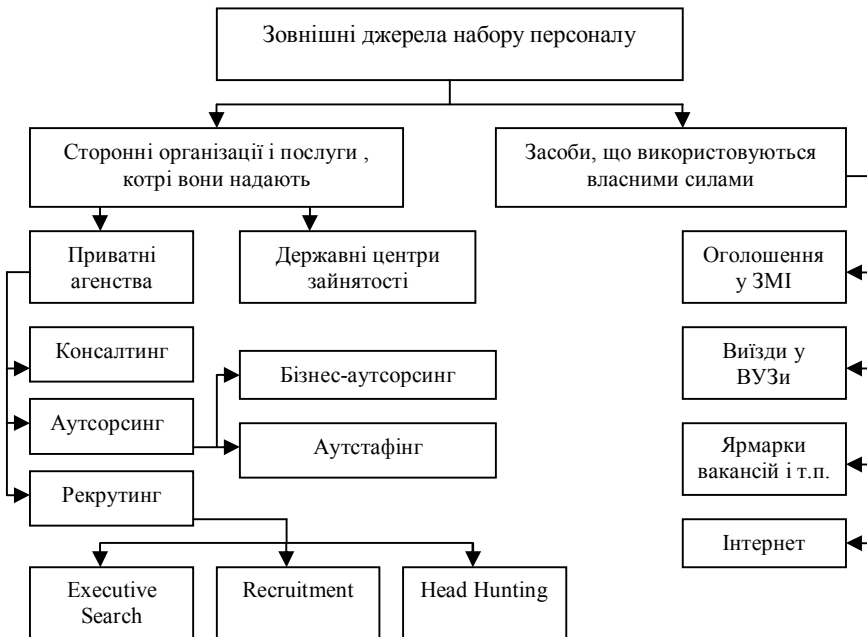 Зовнішні джерела набору персоналу
Сторонні організації і послуги ,
котрі вони надають
Засоби, що використовуються
власними силами
Приватні
агенства
Державні центри
зайнятості
Оголошення
у ЗМІ
Консалтинг
Бізнес-аутсорсинг
Виїзди у
ВУЗи
Аутсорсинг
Аутстафінг
Ярмарки
вакансій і т.п.
Рекрутинг
Інтернет
Executive
Search
Recruitment
Head Hunting